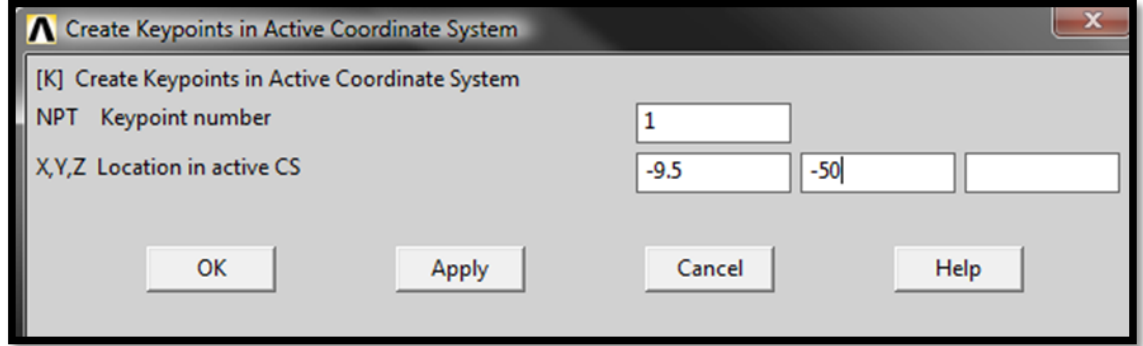 Create Keypoints in Active Coordinate System
X
[K] Create Keypoints in Active Coordinate System
NPT Keypoint number 1
X,Y,Z Location in active CS -9.5 -50
OK Apply Cancel Help